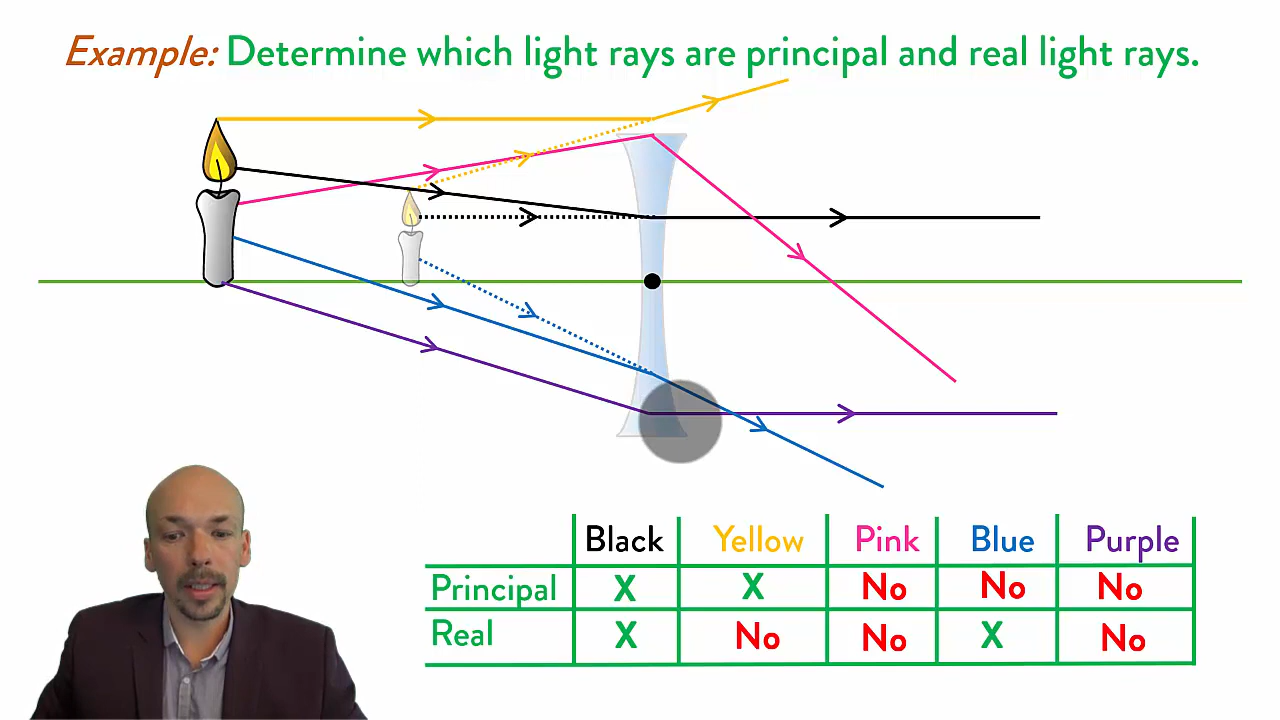 Example: Determine which light rays are principal and real light rays.
Black Yellow Pink Blue Purple
Principal X X No No No
Real X No No X No